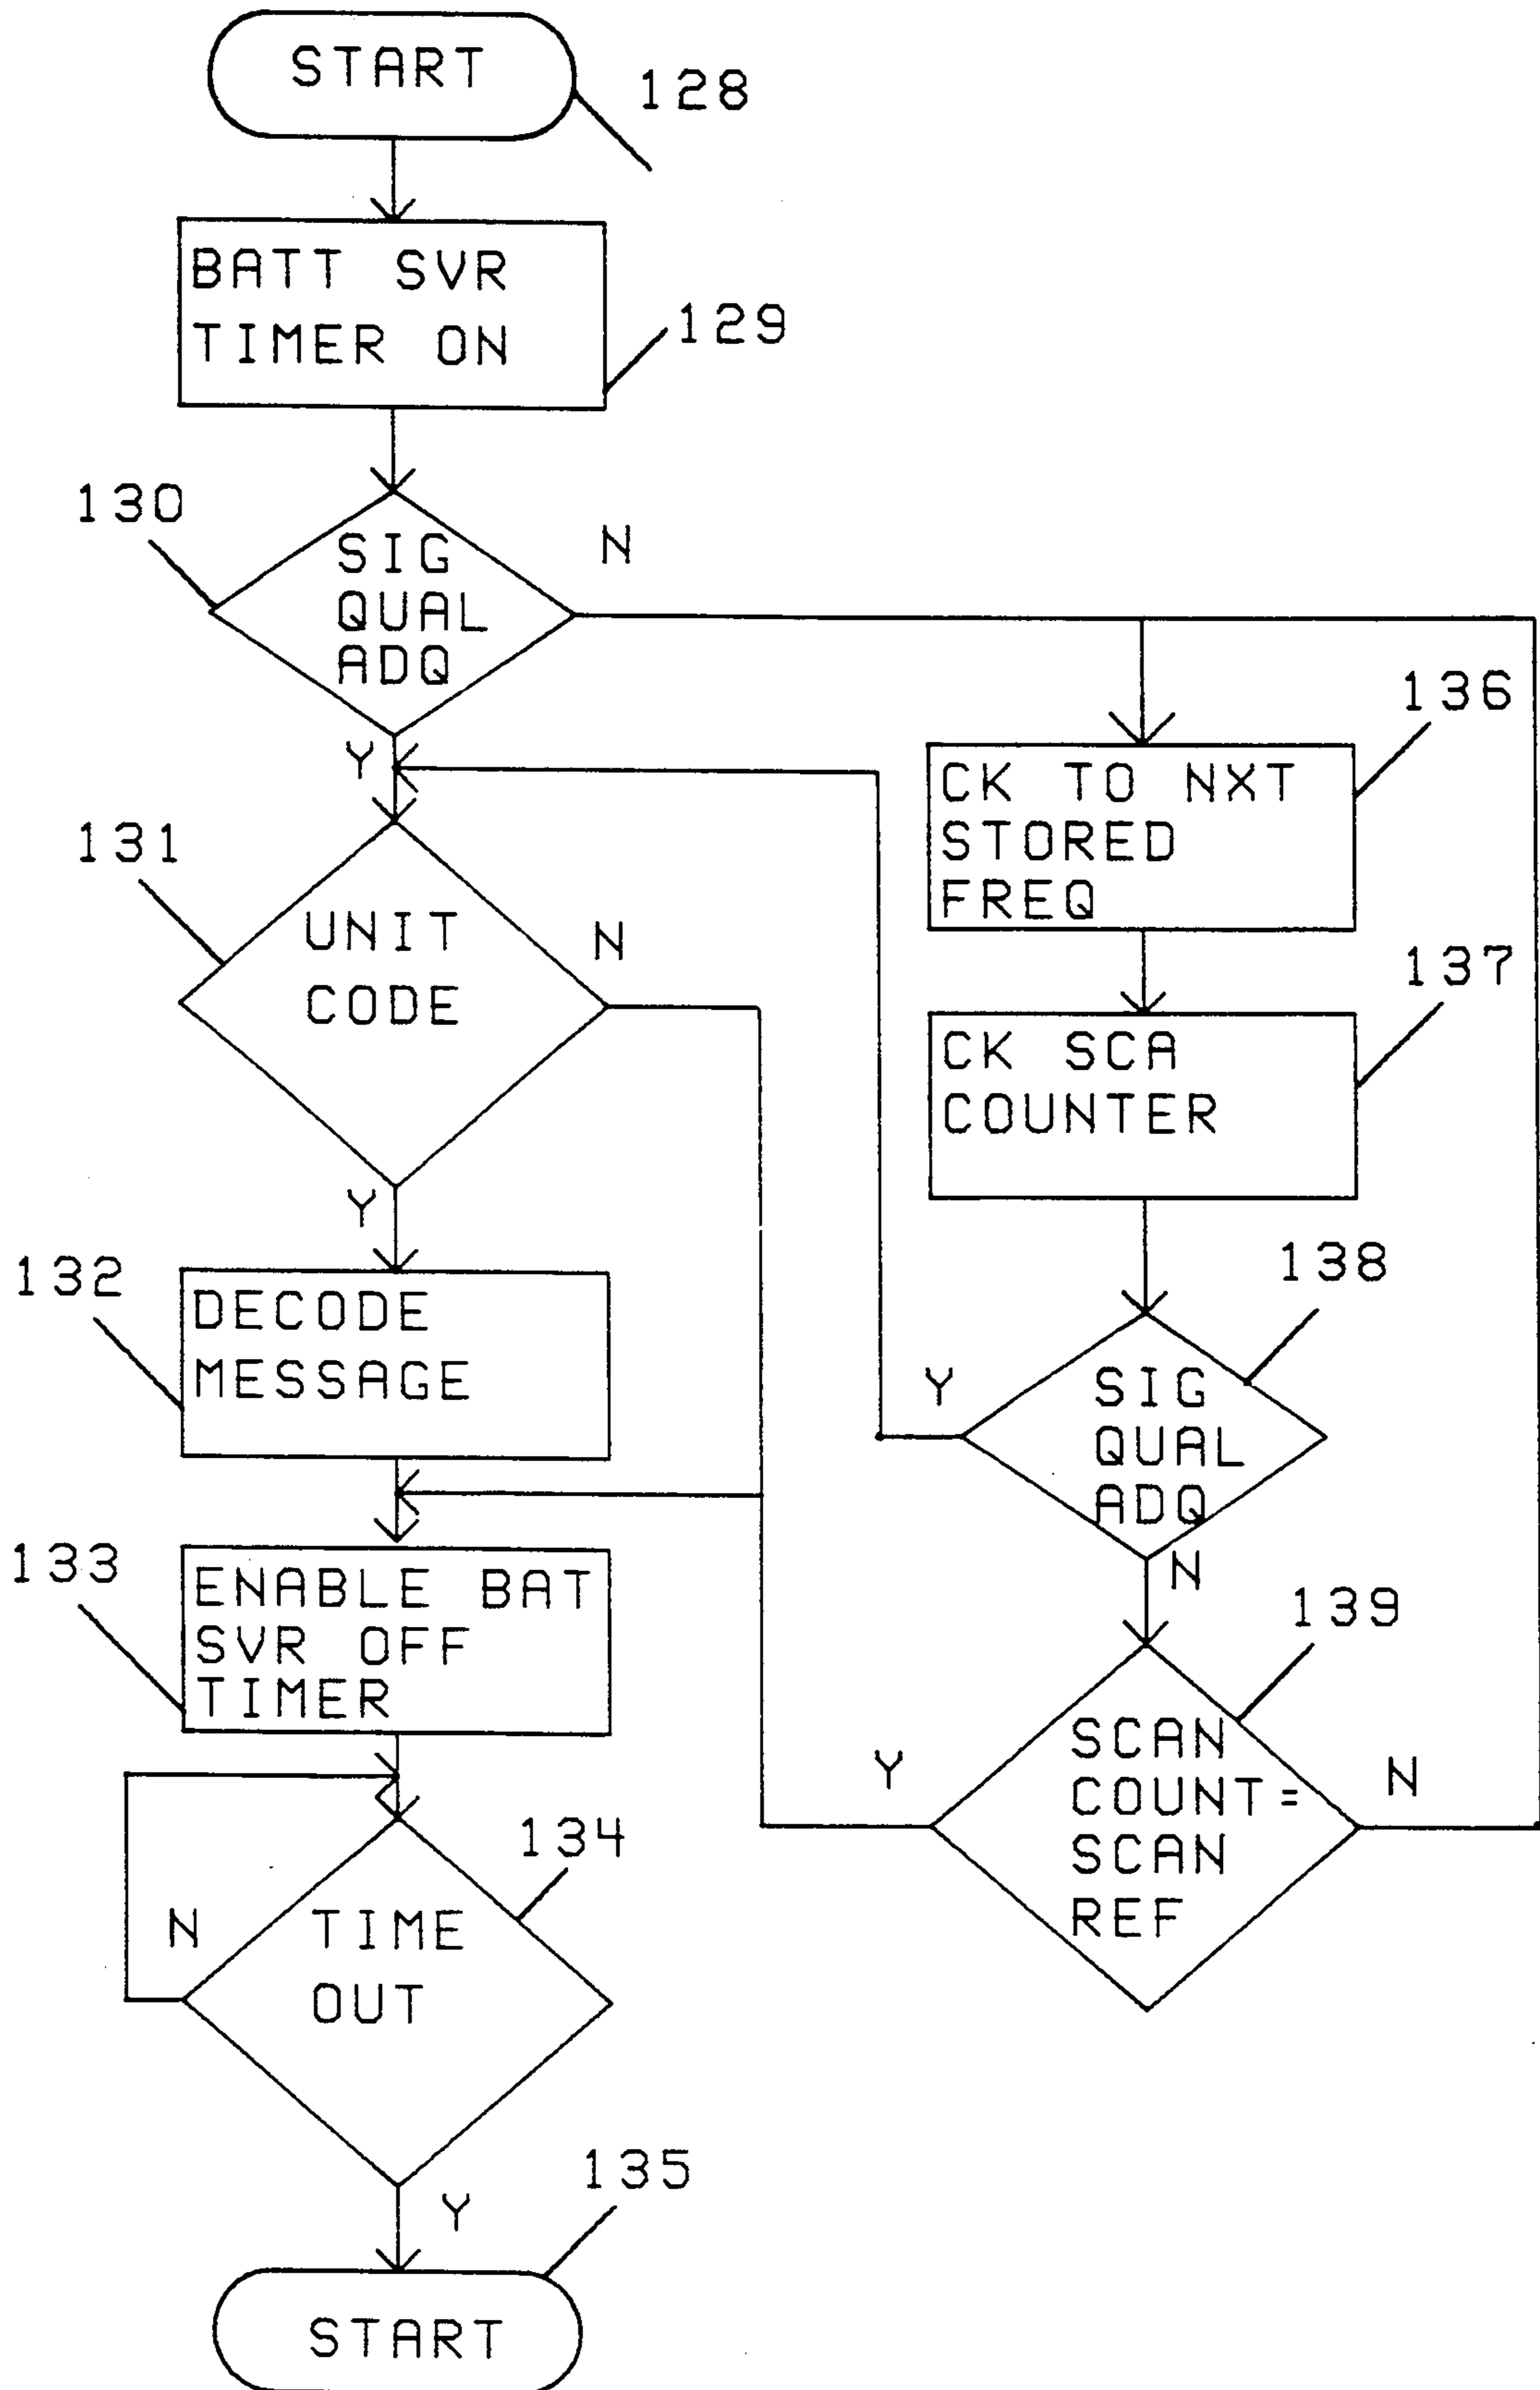 START
128
BATT SVR
TIMER ON
129
130
SIG
QUAL
ADQ
N
Y
131
UNIT
CODE
N
Y
132
DECODE
MESSAGE
133
ENABLE BAT
SVR OFF
TIMER
134
N
TIME
OUT
Y
135
START
136
CK TO NXT
STORED
FREQ
137
CK SCA
COUNTER
138
Y
SIG
QUAL
ADQ
N
139
Y
SCAN
COUNT=
SCAN
REF
N